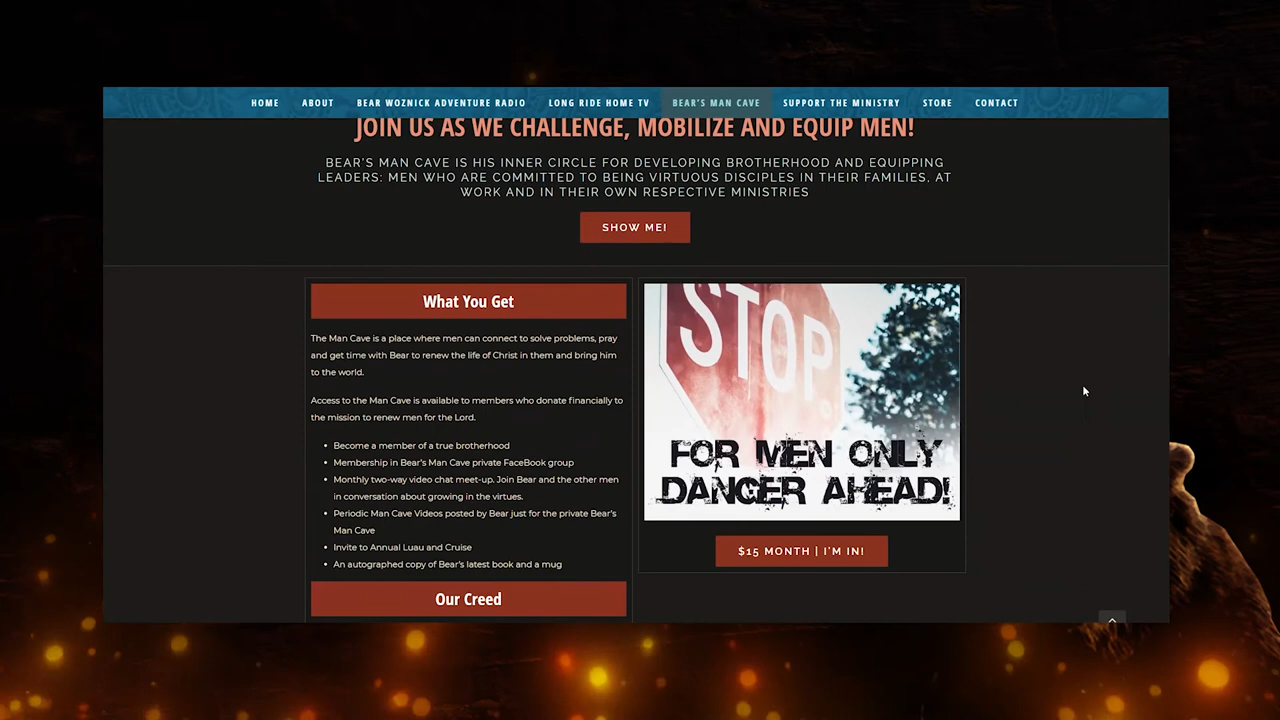 HOME ABOUT BEAR WOZNICK ADVENTURE RADIO LONG RIDE HOME TV BEAR'S MAN CAVE SUPPORT THE MINISTRY STORE CONTACT
JOIN US AS WE CHALLENGE, MOBILIZE AND EQUIP MEN!
BEAR'S MAN CAVE IS HIS INNER CIRCLE FOR DEVELOPING BROTHERHOOD AND EQUIPPING
LEADERS: MEN WHO ARE COMMITTED TO BEING VIRTUOUS DISCIPLES IN THEIR FAMILIES, AT
WORK AND IN THEIR OWN RESPECTIVE MINISTRIES
SHOW ME!
What You Get
The Man Cave is a place where men can connect to solve problems, pray
and get time with Bear to renew the life of Christ in them and bring him
to the world.
Access to the Man Cave is available to members who donate financially to
the mission to renew men for the Lord.
• Become a member of a true brotherhood
• Membership in Bear's Man Cave private FaceBook group
• Monthly two-way video chat meet-up. Join Bear and the other men
in conversation about growing in the virtues.
• Periodic Man Cave Videos posted by Bear just for the private Bear's
Man Cave
• Invite to Annual Luau and Cruise
• An autographed copy of Bear's latest book and a mug
Our Creed
STOP
FOR MEN ONLY
DANGER AHEAD!
$15 MONTH | I'M IN!